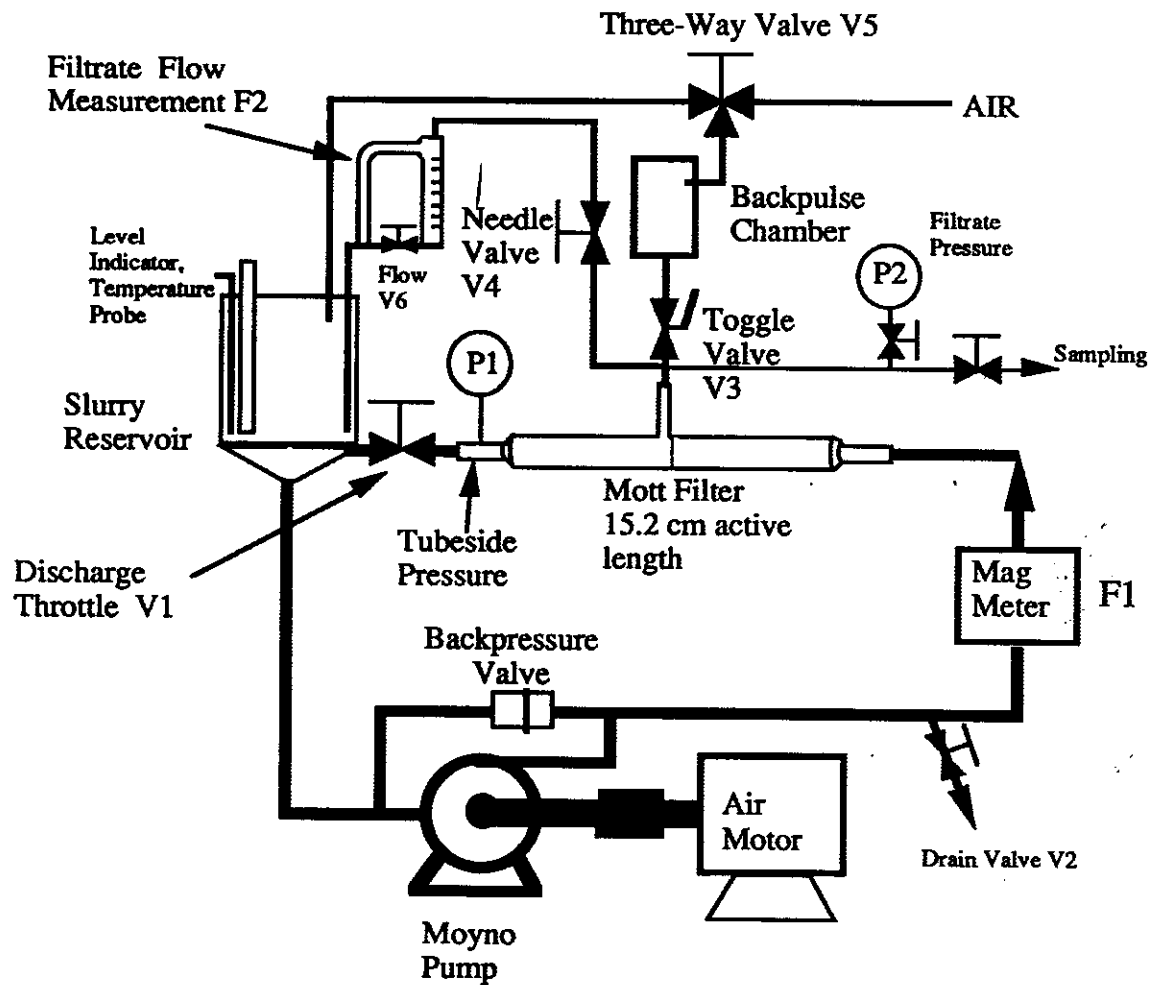 Three-Way Valve V5
Filtrate Flow
Measurement F2
AIR
Backpulse
Chamber
Needle
Valve
V4
Filtrate
Pressure
Level
Indicator,
Temperature
Probe
Flow
V6
P2
Toggle
Valve
V3
Sampling
P1
Slurry
Reservoir
Mott Filter
15.2 cm active
length
Tubeside
Pressure
Discharge
Throttle V1
Mag
Meter
F1
Backpressure
Valve
Air
Motor
Drain Valve V2
Moyno
Pump